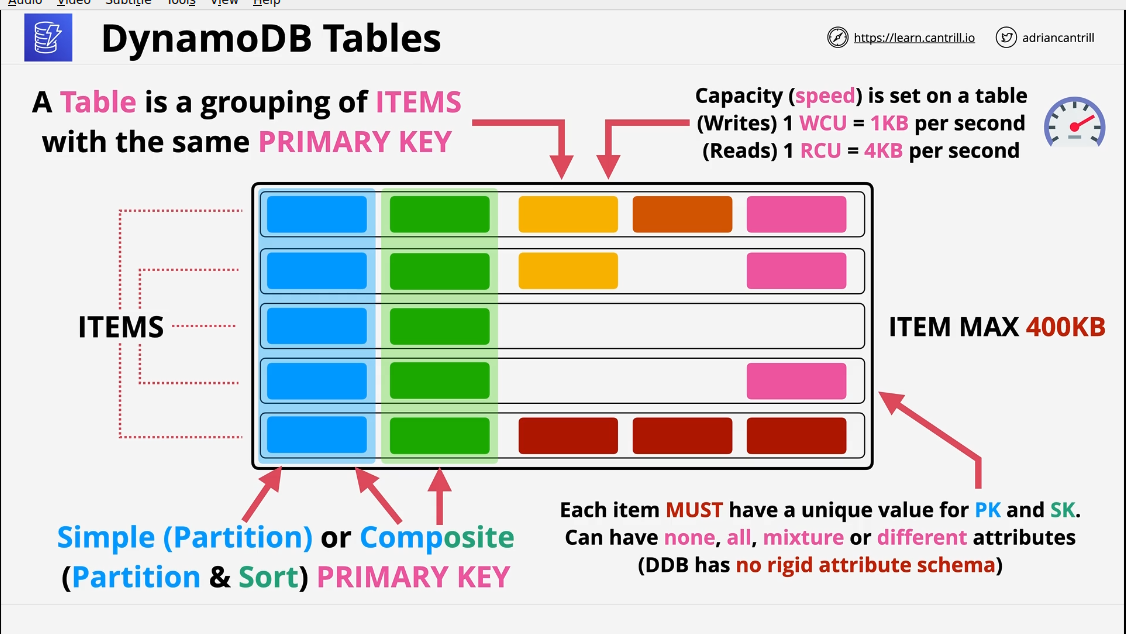 Audio Video Subtitle Tools View Help
DynamoDB Tables
https://learn.cantrill.io
adriancantrill
A Table is a grouping of ITEMS
with the same PRIMARY KEY
Capacity (speed) is set on a table
(Writes) 1 WCU = 1KB per second
(Reads) 1 RCU = 4KB per second
ITEMS
ITEM MAX 400KB
Simple (Partition) or Composite
(Partition & Sort) PRIMARY KEY
Each item MUST have a unique value for PK and SK.
Can have none, all, mixture or different attributes
(DDB has no rigid attribute schema)